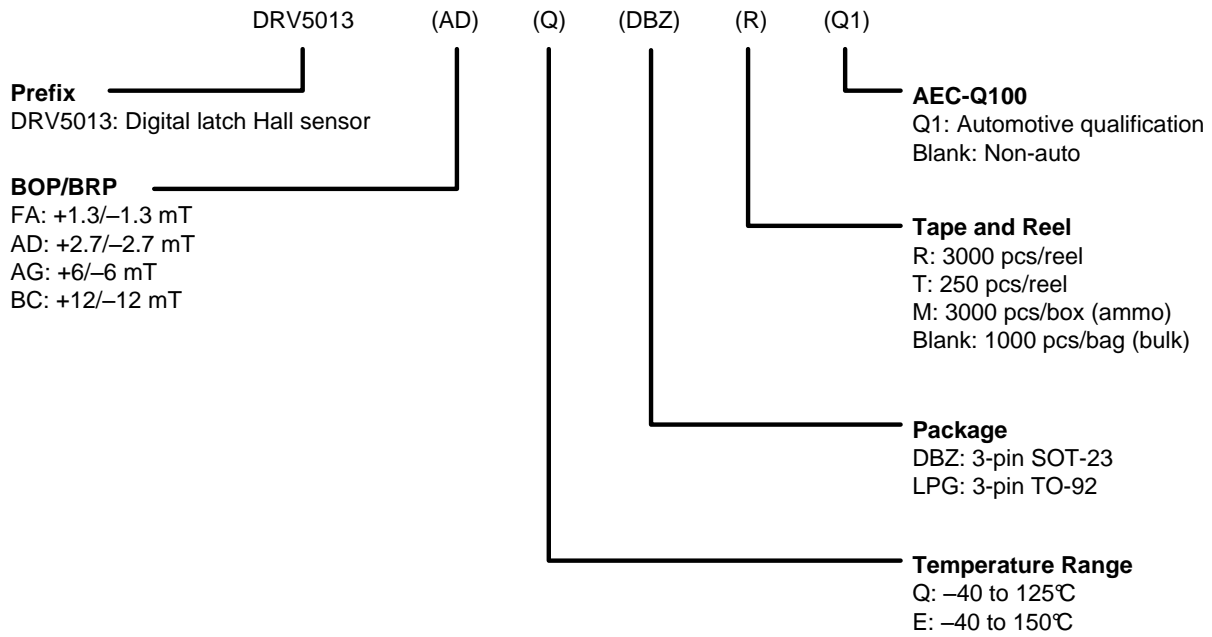 DRV5013 (AD) (Q) (DBZ) (R) (Q1)
Prefix
DRV5013: Digital latch Hall sensor
BOP/BRP
FA: +1.3/–1.3 mT
AD: +2.7/–2.7 mT
AG: +6/–6 mT
BC: +12/–12 mT
AEC-Q100
Q1: Automotive qualification
Blank: Non-auto
Tape and Reel
R: 3000 pcs/reel
T: 250 pcs/reel
M: 3000 pcs/box (ammo)
Blank: 1000 pcs/bag (bulk)
Package
DBZ: 3-pin SOT-23
LPG: 3-pin TO-92
Temperature Range
Q: –40 to 125°C
E: –40 to 150°C